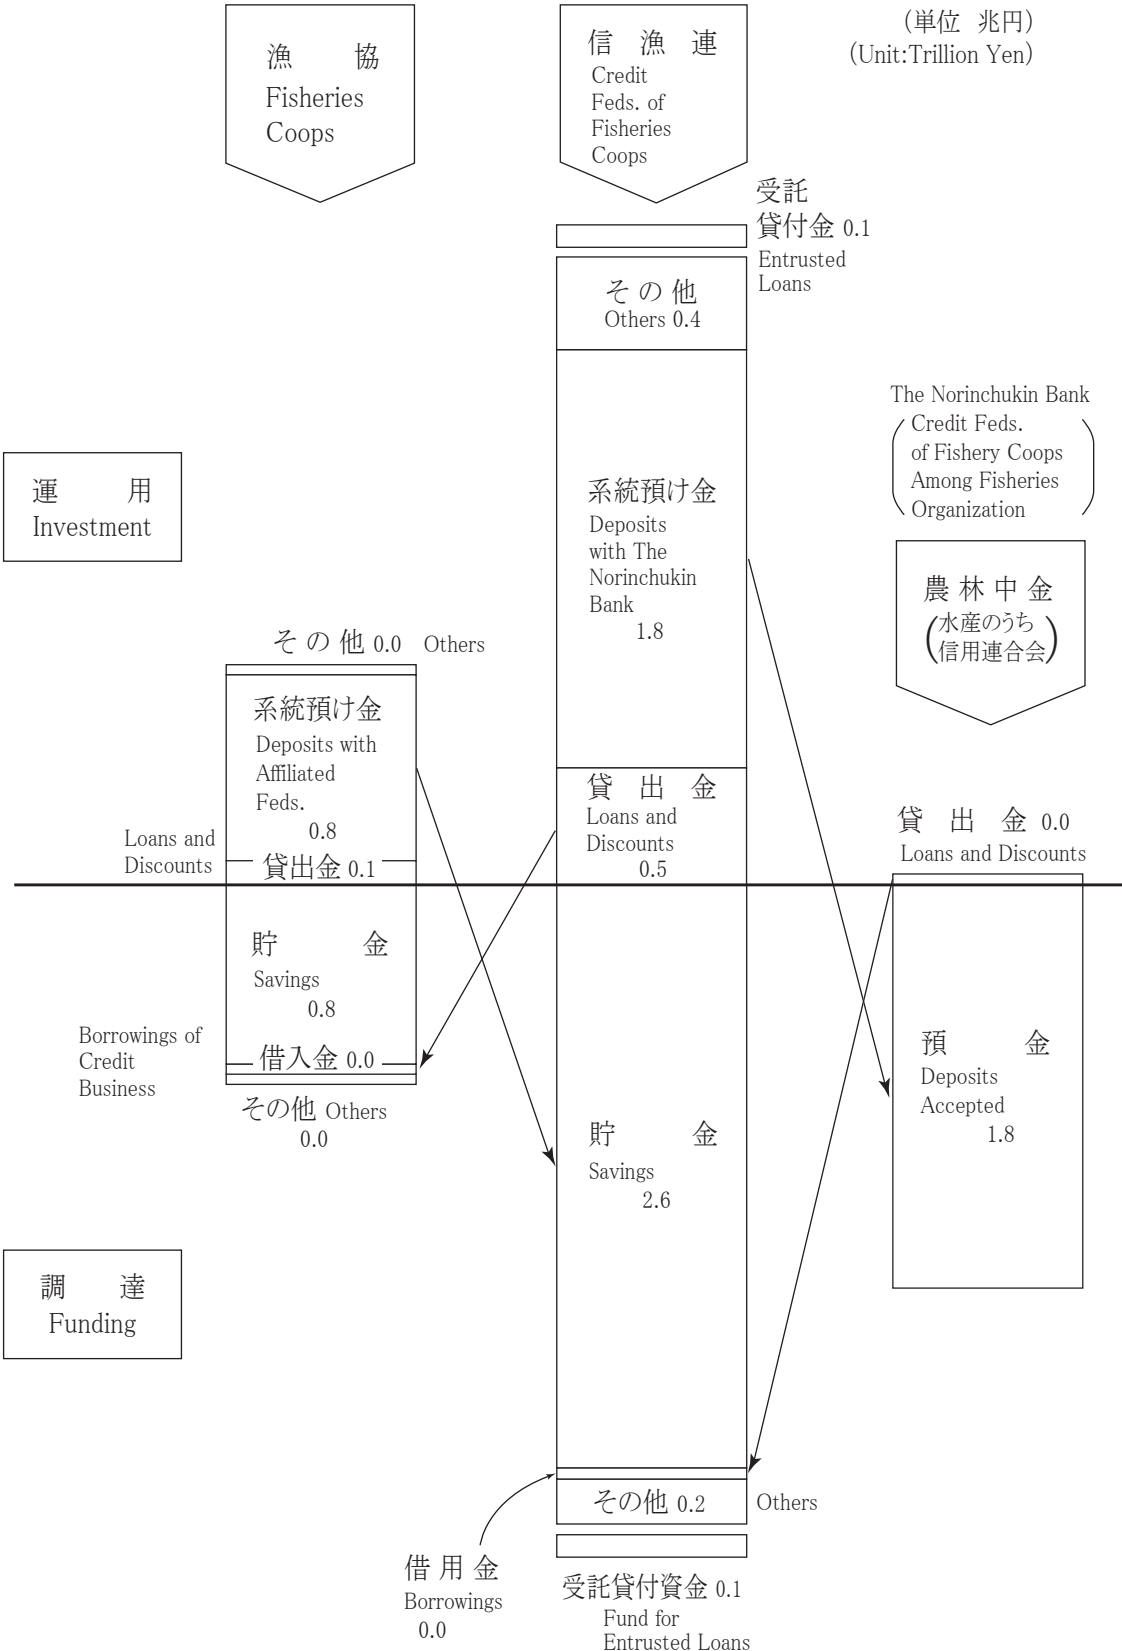 (単位 兆円)
(Unit:Trillion Yen)
漁 協
Fisheries
Coops
信 漁 連
Credit
Feds. of
Fisheries
Coops
受託
貸付金 0.1
Entrusted
Loans
その他
Others 0.4
系統預け金
Deposits
with The
Norinchukin
Bank
1.8
貸 出 金
Loans and
Discounts
0.5
The Norinchukin Bank
(Credit Feds.
of Fishery Coops
Among Fisheries
Organization)
農林中金
(水産のうち
信用連合会)
運 用
Investment
その他 0.0 Others
系統預け金
Deposits with
Affiliated
Feds.
0.8
Loans and
Discounts
貸出金 0.1
貸 出 金 0.0
Loans and Discounts
貯 金
Savings
0.8
Borrowings of
Credit
Business
借入金 0.0
その他 Others
0.0
預 金
Deposits
Accepted
1.8
貯 金
Savings
2.6
調 達
Funding
その他 0.2 Others
借用金
Borrowings
0.0
受託貸付資金 0.1
Fund for
Entrusted Loans